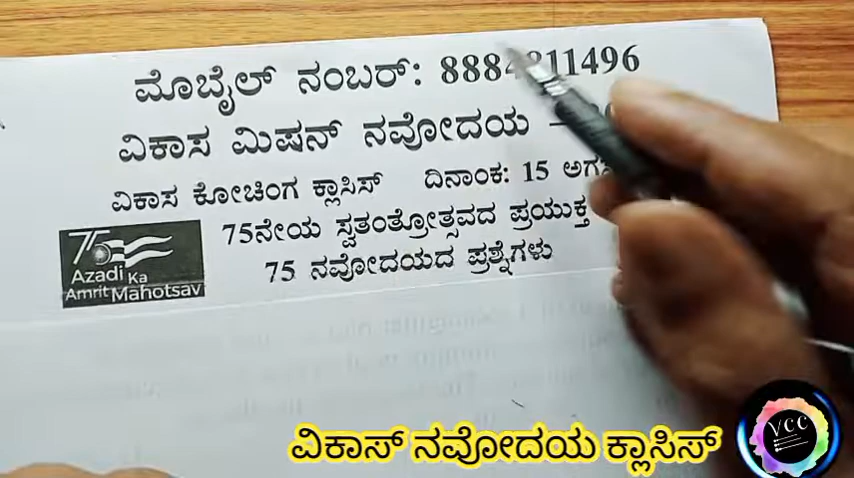 ಮೊಬೈಲ್ ನಂಬರ್: 8884211496
ವಿಕಾಸ ಮಿಷನ್ ನವೋದಯ –
ವಿಕಾಸ ಕೋಚಿಂಗ ಕ್ಲಾಸಿಸ್ ದಿನಾಂಕ: 15
75ನೇಯ ಸ್ವತಂತ್ರೋತ್ಸವದ ಪ್ರಯುಕ್ತ
75 ನವೋದಯದ ಪ್ರಶ್ನೆಗಳು
75
Azadi Ka
Amrit Mahotsav
ವಿಕಾಸ್ ನವೋದಯ ಕ್ಲಾಸಿಸ್
VCC